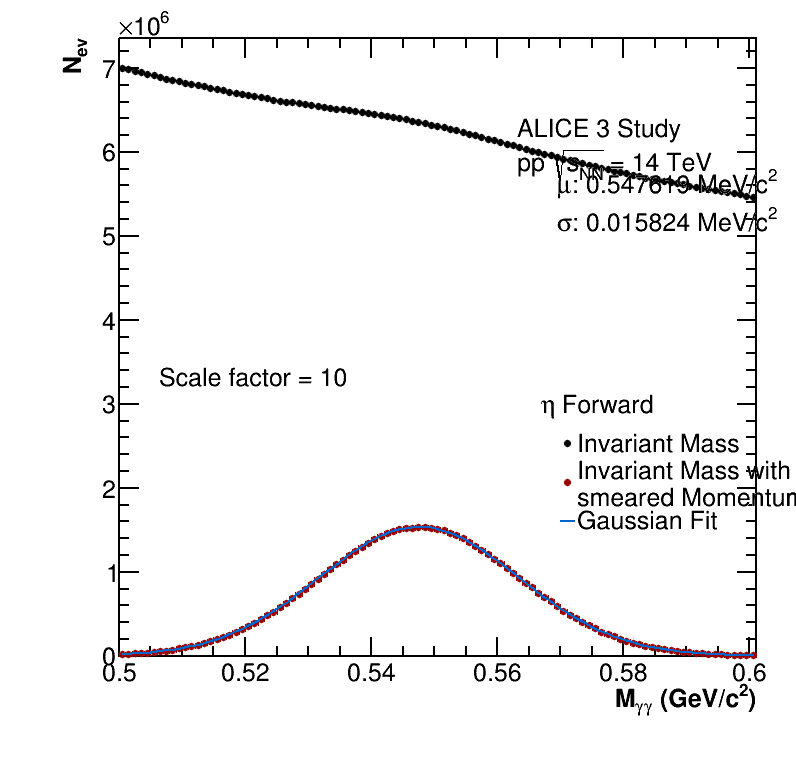 ×10⁶
N_ev
7
6
5
4
3
2
1
0
ALICE 3 Study
pp √s_NN = 14 TeV
μ: 0.547619 MeV/c²
σ: 0.015824 MeV/c²
Scale factor = 10
η Forward
Invariant Mass
Invariant Mass with
smeared Momentum
Gaussian Fit
0.5 0.52 0.54 0.56 0.58 0.6
M_γγ (GeV/c²)